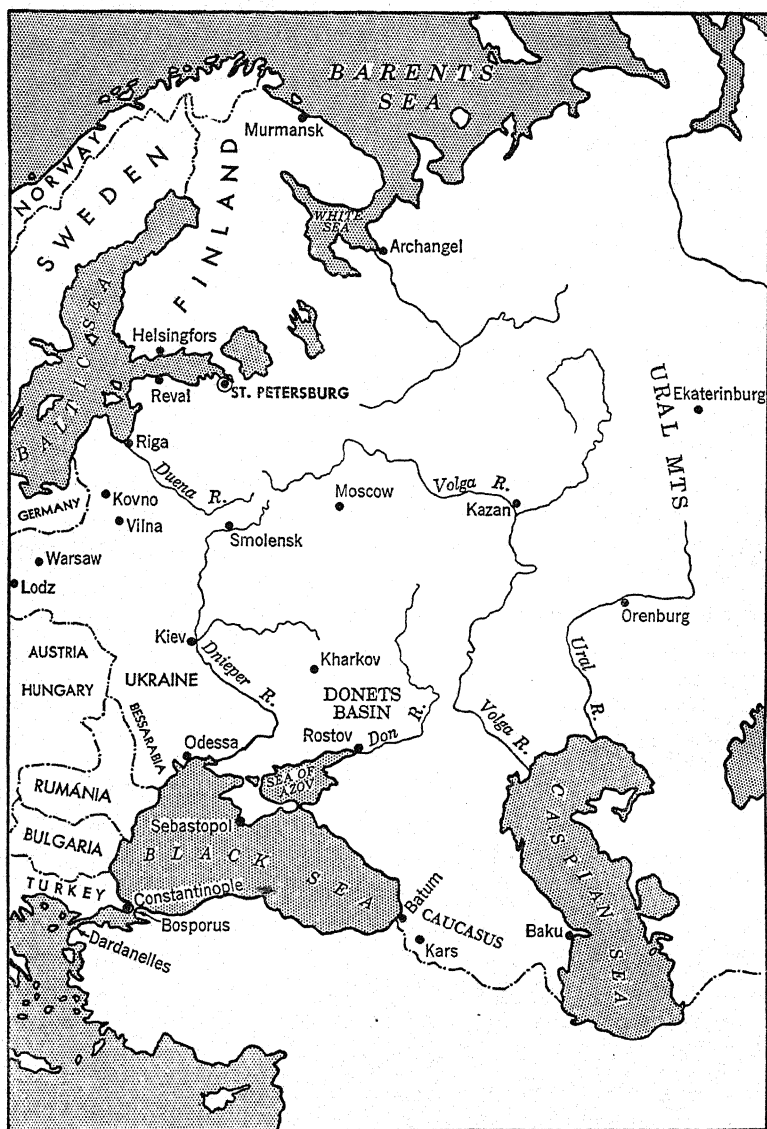 BARENTS
SEA
Murmansk
NORWAY
SWEDEN
FINLAND
WHITE
SEA
Archangel
BALTIC SEA
Helsingfors
Reval
ST. PETERSBURG
Riga
Duena R.
Ekaterinburg
URAL MTS
GERMANY
Kovno
Vilna
Smolensk
Moscow
Volga R.
Kazan
Warsaw
Lodz
Orenburg
Ural R.
AUSTRIA
HUNGARY
Kiev
Dnieper R.
UKRAINE
Kharkov
DONETS
BASIN
BESSARABIA
Odessa
Rostov
Don R.
Volga R.
SEA OF
AZOV
RUMÁNIA
BULGARIA
Sebastopol
BLACK SEA
CASPIAN SEA
TURKEY
Constantinople
Bosporus
Dardanelles
Batum
CAUCASUS
Kars
Baku